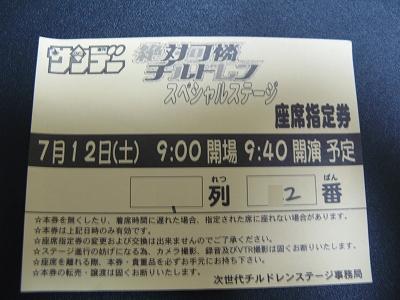 週刊
サンデー
絶対可憐
チルドレン
スペシャルステージ
座席指定券
7月12日(土) 9:00 開場 9:40 開演 予定
れつ ばん
列 2 番
☆本券を無くしたり、着席時間に遅れた場合、指定された席に座れない場合があります。
☆本券は上記日時のみ有効です。
☆座席指定券の変更および交換は出来ませんのでご了承ください。
☆ステージ進行の妨げになる為、カメラ撮影、録音及びVTR撮影は固くお断りいたします。
☆座席を離れる際、本券・貴重品を必ずお手元にお持ち下さい。
☆本券の転売・譲渡は固くお断りいたします。
次世代チルドレンステージ事務局